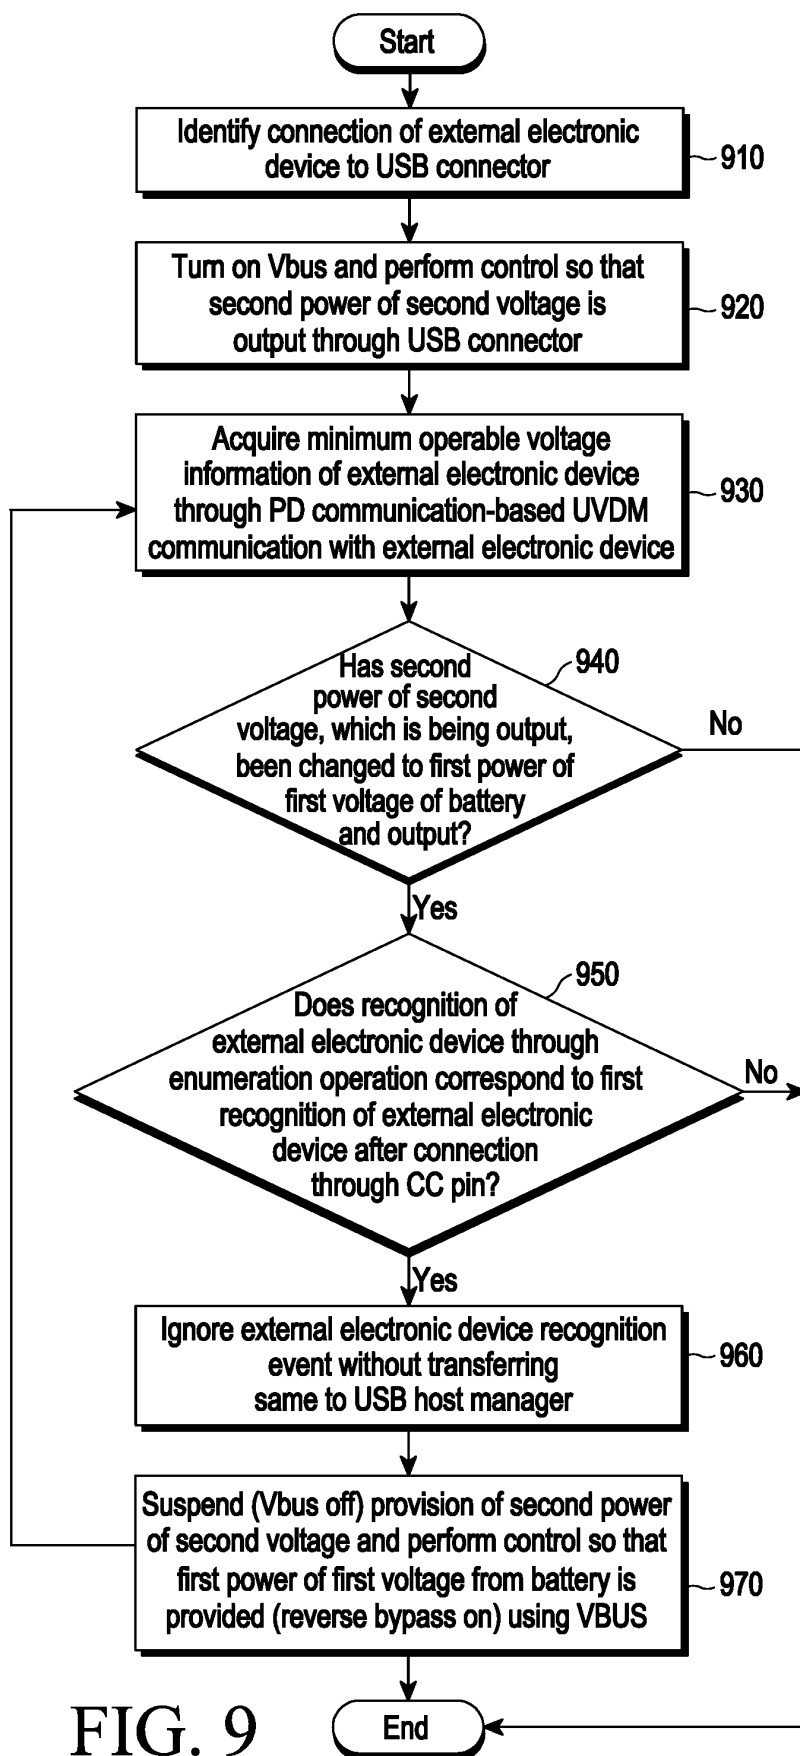 Start
Identify connection of external electronic
device to USB connector
910
Turn on Vbus and perform control so that
second power of second voltage is
output through USB connector
920
Acquire minimum operable voltage
information of external electronic device
through PD communication-based UVDM
communication with external electronic device
930
Has second
power of second
voltage, which is being output,
been changed to first power of
first voltage of battery
and output?
940
No
Yes
Does recognition of
external electronic device through
enumeration operation correspond to first
recognition of external electronic
device after connection
through CC pin?
950
No
Yes
Ignore external electronic device recognition
event without transferring
same to USB host manager
960
Suspend (Vbus off) provision of second power
of second voltage and perform control so that
first power of first voltage from battery is
provided (reverse bypass on) using VBUS
970
End
FIG. 9